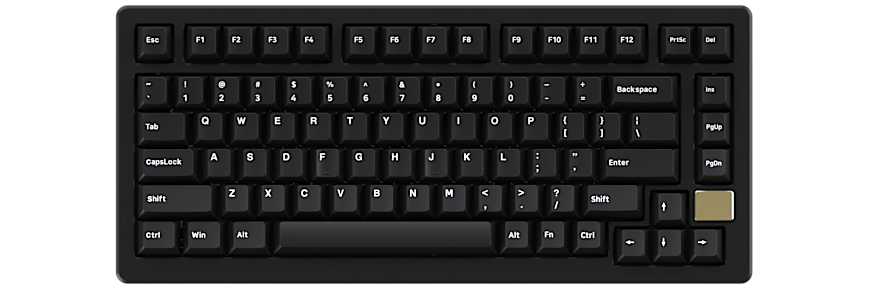 Esc F1 F2 F3 F4 F5 F6 F7 F8 F9 F10 F11 F12 PrtSc Del
~ ! @ # $ % ^ & * ( ) – + Backspace Ins
` 1 2 3 4 5 6 7 8 9 0 - =
Tab Q W E R T Y U I O P { } ¦ PgUp
[ ] \
CapsLock A S D F G H J K L : " Enter PgDn
; ,
Shift Z X C V B N M < > ? Shift ↑
, . /
Ctrl Win Alt Alt Fn Ctrl ← ↓ →